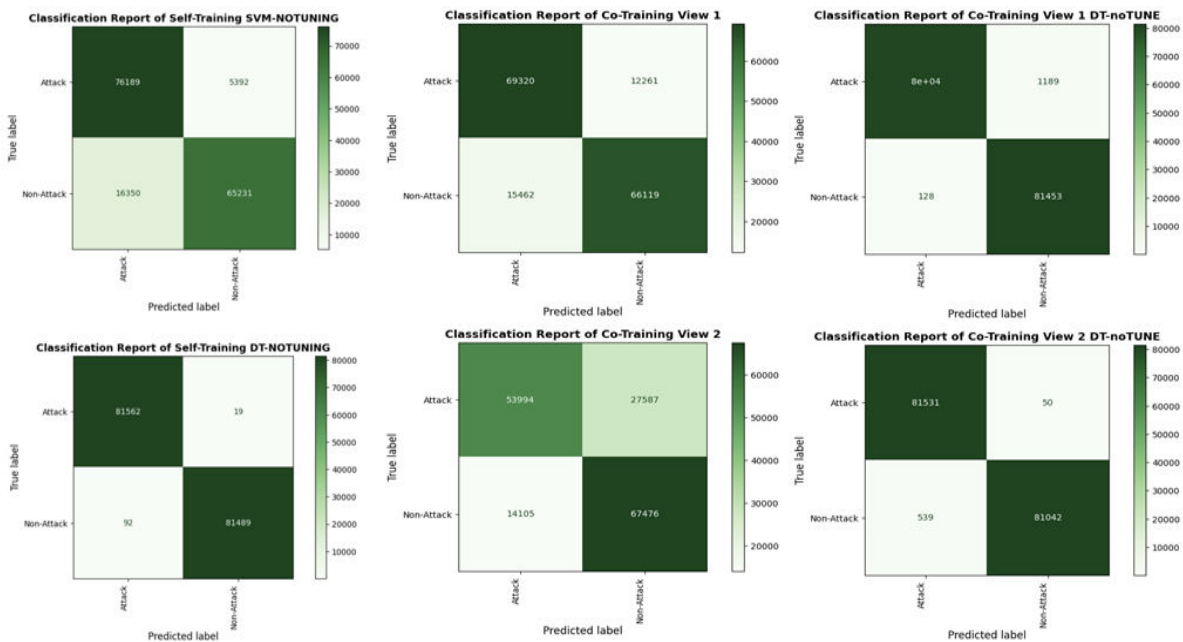 Classification Report of Self-Training SVM-NOTUNING
True label
Attack
Non-Attack
76189
5392
16350
65231
Attack
Non-Attack
Predicted label
70000
60000
50000
40000
30000
20000
10000
Classification Report of Co-Training View 1
True label
Attack
Non-Attack
69320
12261
15462
66119
Attack
Non-Attack
Predicted label
60000
50000
40000
30000
20000
Classification Report of Co-Training View 1 DT-noTUNE
True label
Attack
Non-Attack
8e+04
1189
128
81453
Attack
Non-Attack
Predicted label
80000
70000
60000
50000
40000
30000
20000
10000
Classification Report of Self-Training DT-NOTUNING
True label
Attack
Non-Attack
81562
19
92
81489
Attack
Non-Attack
Predicted label
80000
70000
60000
50000
40000
30000
20000
10000
Classification Report of Co-Training View 2
True label
Attack
Non-Attack
53994
27587
14105
67476
Attack
Non-Attack
Predicted label
60000
50000
40000
30000
20000
Classification Report of Co-Training View 2 DT-noTUNE
True label
Attack
Non-Attack
81531
50
539
81042
Attack
Non-Attack
Predicted label
80000
70000
60000
50000
40000
30000
20000
10000